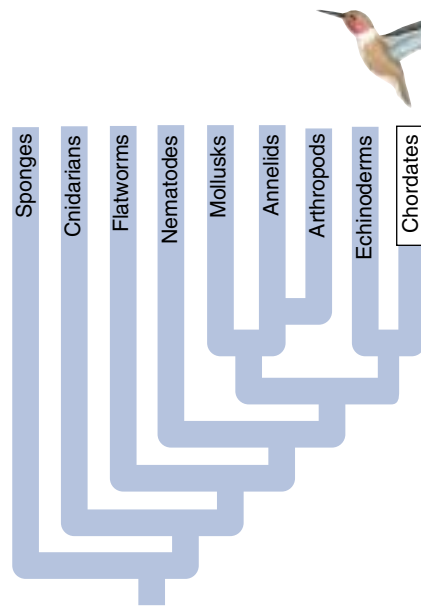 Sponges
Cnidarians
Flatworms
Nematodes
Mollusks
Annelids
Arthropods
Echinoderms
Chordates